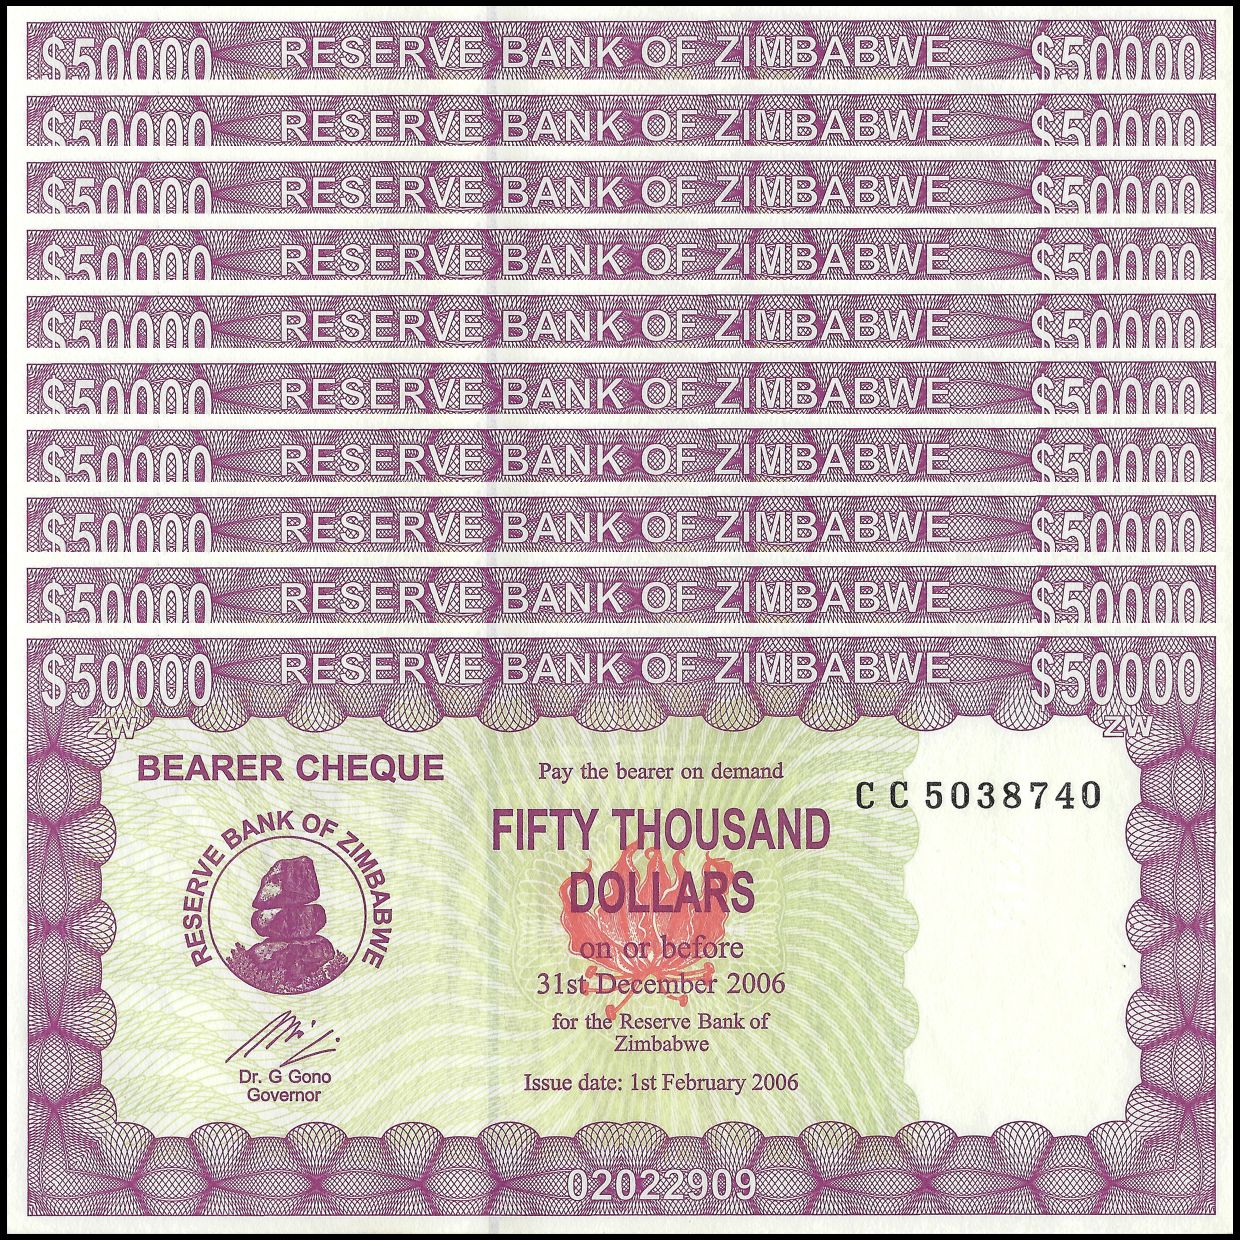 $50000 RESERVE BANK OF ZIMBABWE $50000
$50000 RESERVE BANK OF ZIMBABWE $50000
$50000 RESERVE BANK OF ZIMBABWE $50000
$50000 RESERVE BANK OF ZIMBABWE $50000
$50000 RESERVE BANK OF ZIMBABWE $50000
$50000 RESERVE BANK OF ZIMBABWE $50000
$50000 RESERVE BANK OF ZIMBABWE $50000
$50000 RESERVE BANK OF ZIMBABWE $50000
$50000 RESERVE BANK OF ZIMBABWE $50000
$50000 RESERVE BANK OF ZIMBABWE $50000
ZW ZW
BEARER CHEQUE
RESERVE BANK OF ZIMBABWE
Dr. G Gono
Governor
Pay the bearer on demand
FIFTY THOUSAND
DOLLARS
on or before
31st December 2006
for the Reserve Bank of
Zimbabwe
Issue date: 1st February 2006
CC5038740
02022909